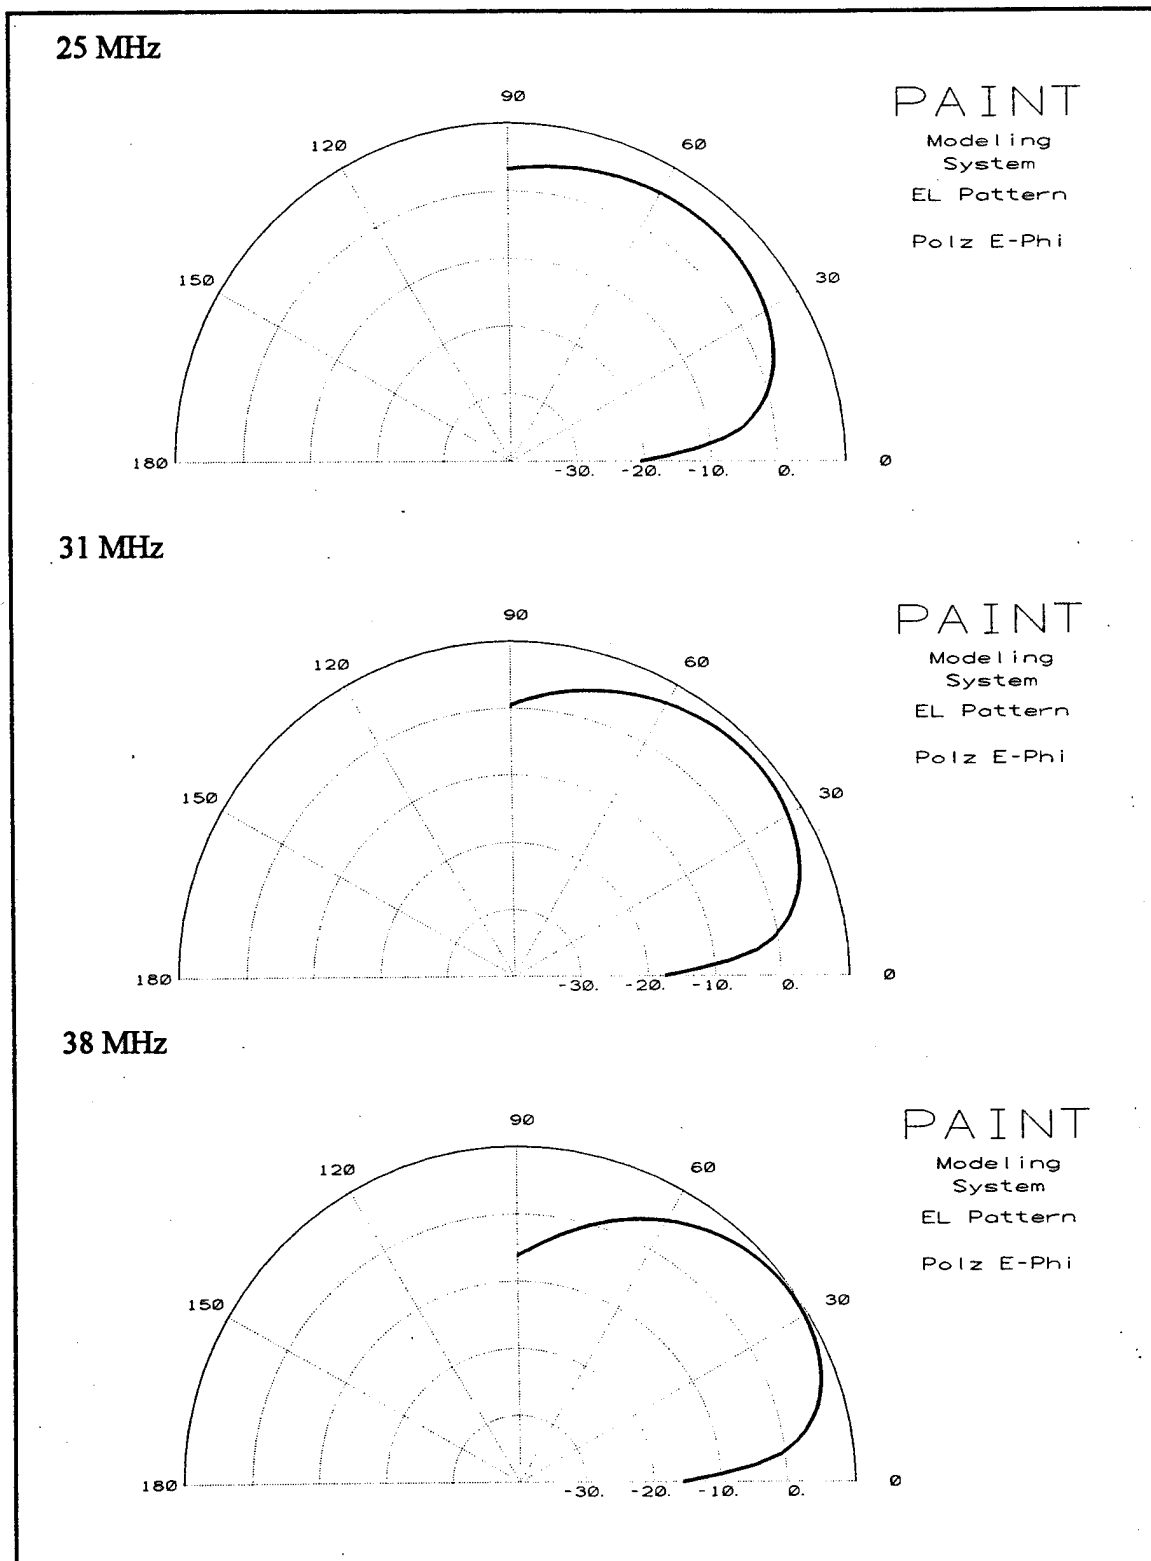 25 MHz
PAINT
Modeling
System
EL Pattern
Polz E-Phi
90
120
60
150
30
180
-30. -20. -10. 0.
0
31 MHz
PAINT
Modeling
System
EL Pattern
Polz E-Phi
90
120
60
150
30
180
-30. -20. -10. 0.
0
38 MHz
PAINT
Modeling
System
EL Pattern
Polz E-Phi
90
120
60
150
30
180
-30. -20. -10. 0.
0